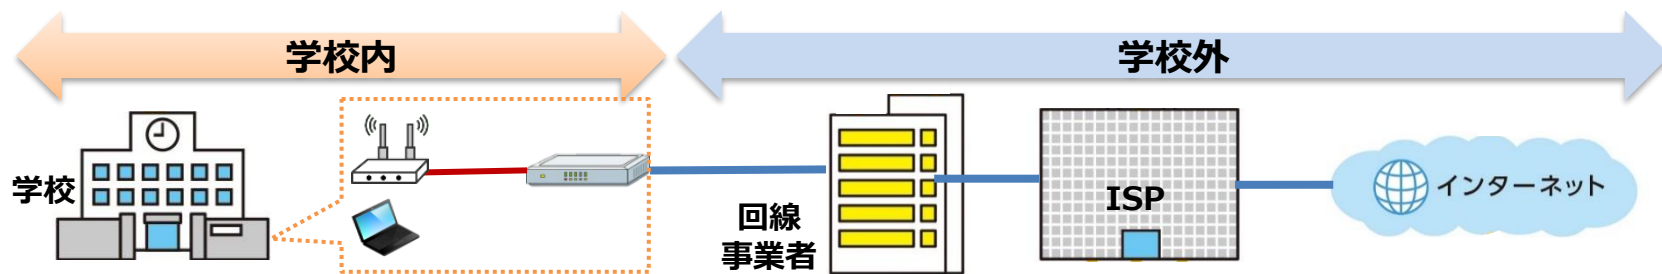 学校内
学校外
学校
回線
事業者
ISP
インターネット